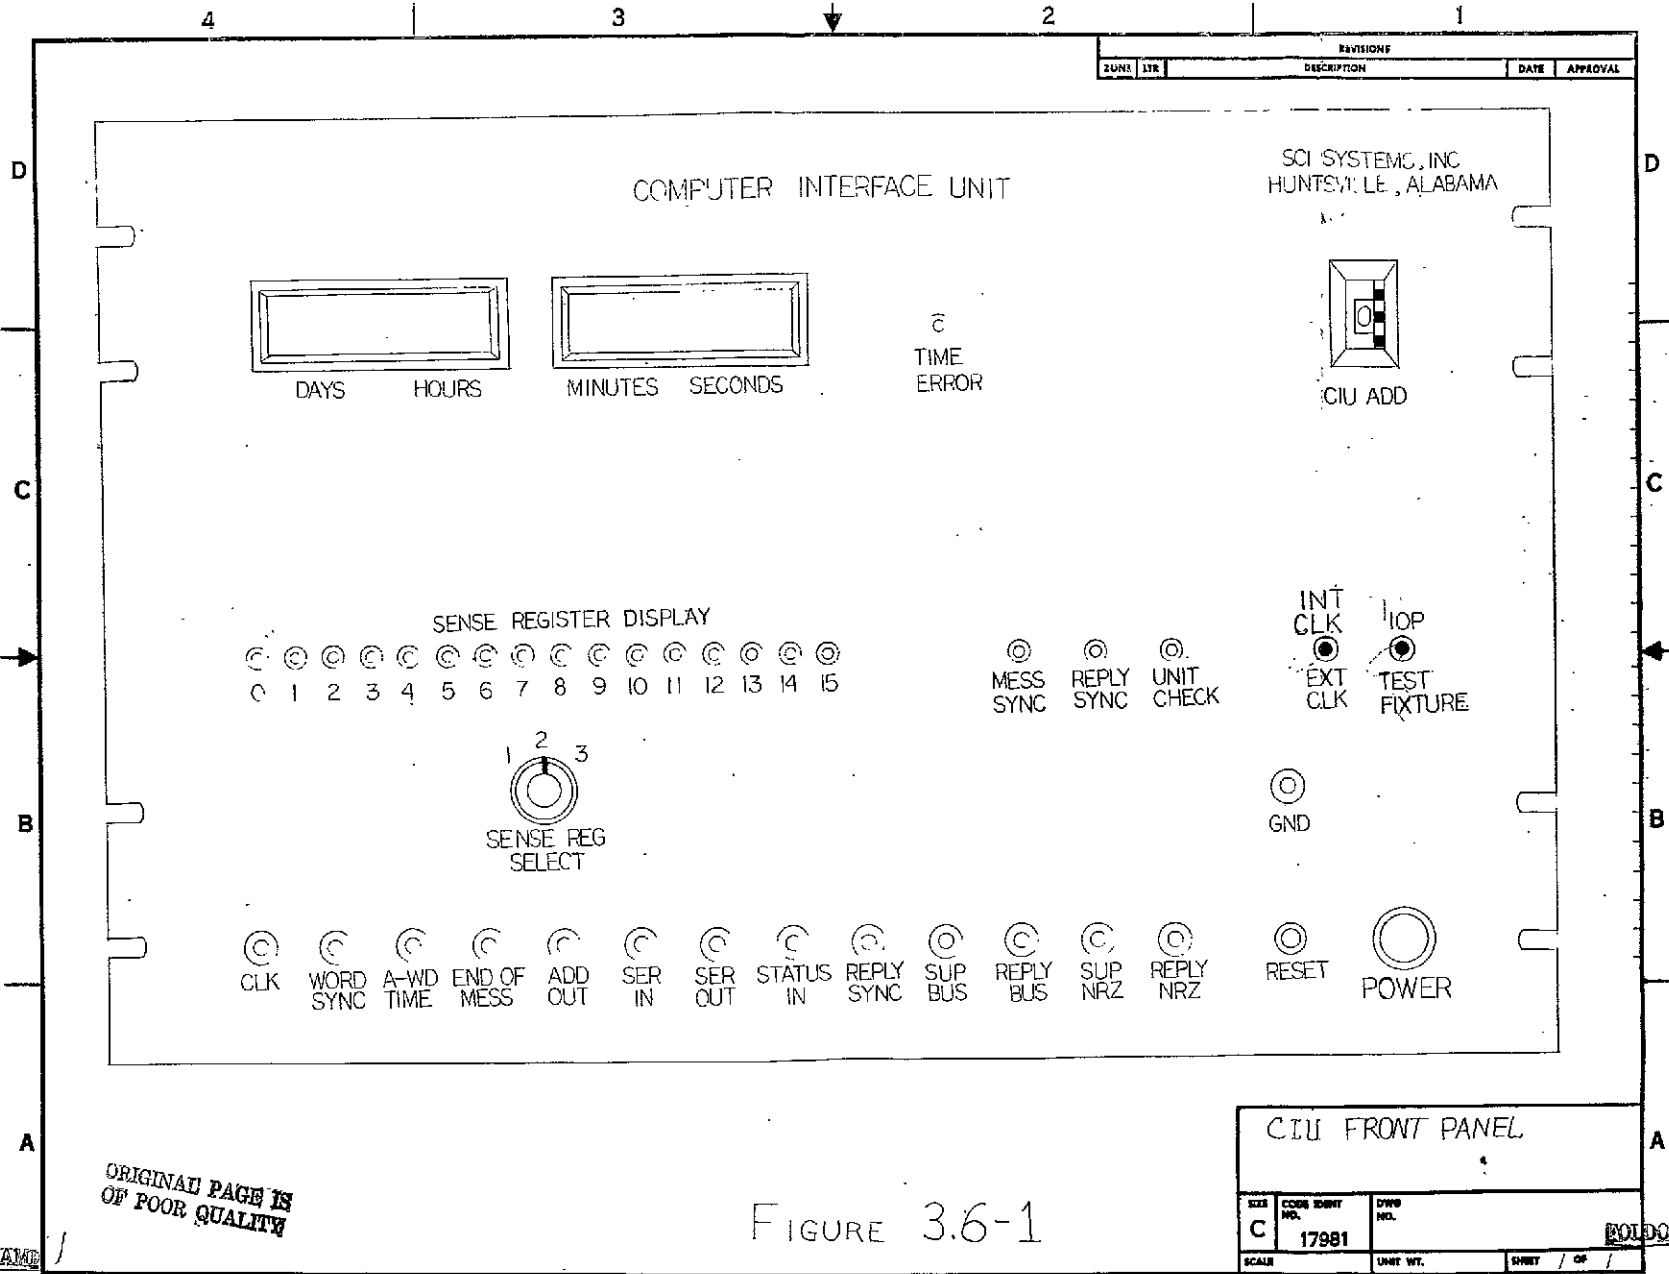 4 3 2 1
REVISIONS
ZONE LTR DESCRIPTION DATE APPROVAL
D D
SCI SYSTEMS, INC
HUNTSVILLE, ALABAMA
COMPUTER INTERFACE UNIT
0
TIME
ERROR
DAYS HOURS MINUTES SECONDS
CIU ADD
C C
SENSE REGISTER DISPLAY
0 1 2 3 4 5 6 7 8 9 10 11 12 13 14 15
MESS
SYNC
REPLY
SYNC
UNIT
CHECK
INT
CLK
EXT
CLK
IOP
TEST
FIXTURE
1 2 3
SENSE REG
SELECT
GND
B B
CLK
WORD
SYNC
A-WD
TIME
END OF
MESS
ADD
OUT
SER
IN
SER
OUT
STATUS
IN
REPLY
SYNC
SUP
BUS
REPLY
BUS
SUP
NRZ
REPLY
NRZ
RESET
POWER
A A
CIU FRONT PANEL
ORIGINAL PAGE IS
OF POOR QUALITY
FIGURE 3.6-1
SIZE
C
CODE IDENT
NO.
17981
DWG
NO.
SCALE
UNIT WT.
SHEET 1 OF 1